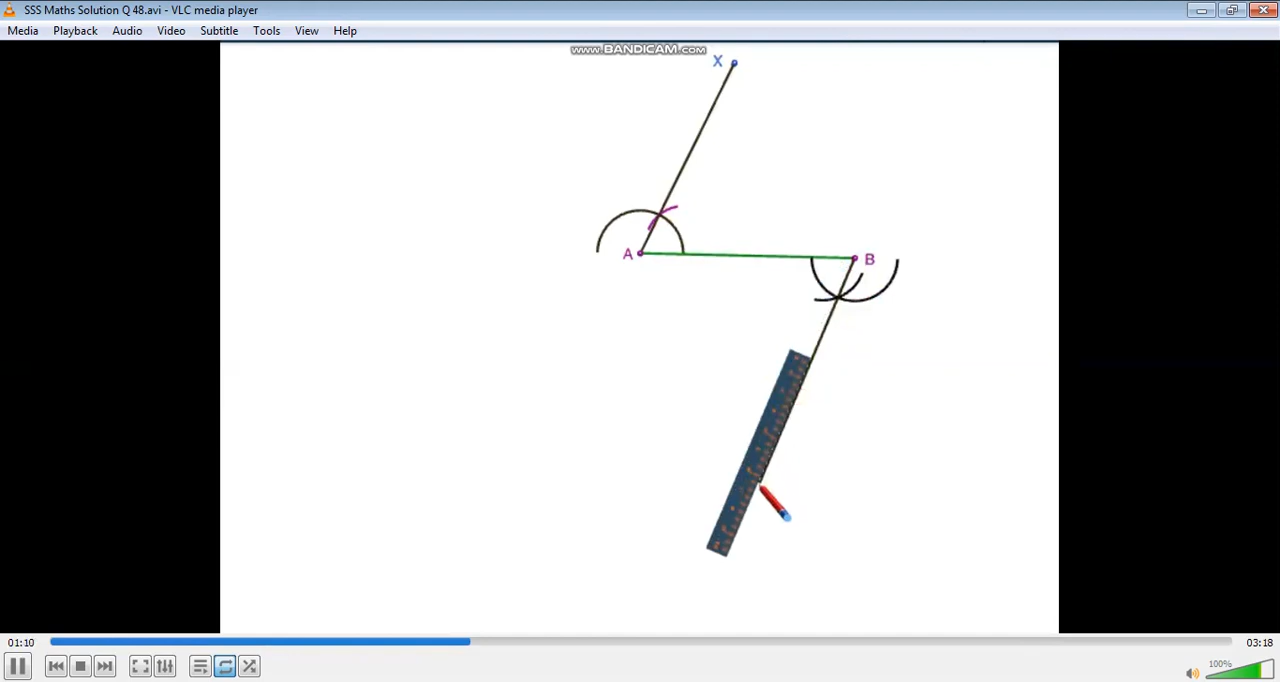 SSS Maths Solution Q 48.avi - VLC media player
Media Playback Audio Video Subtitle Tools View Help
www.BANDICAM.com
X
A
B
01:10
03:18
100%